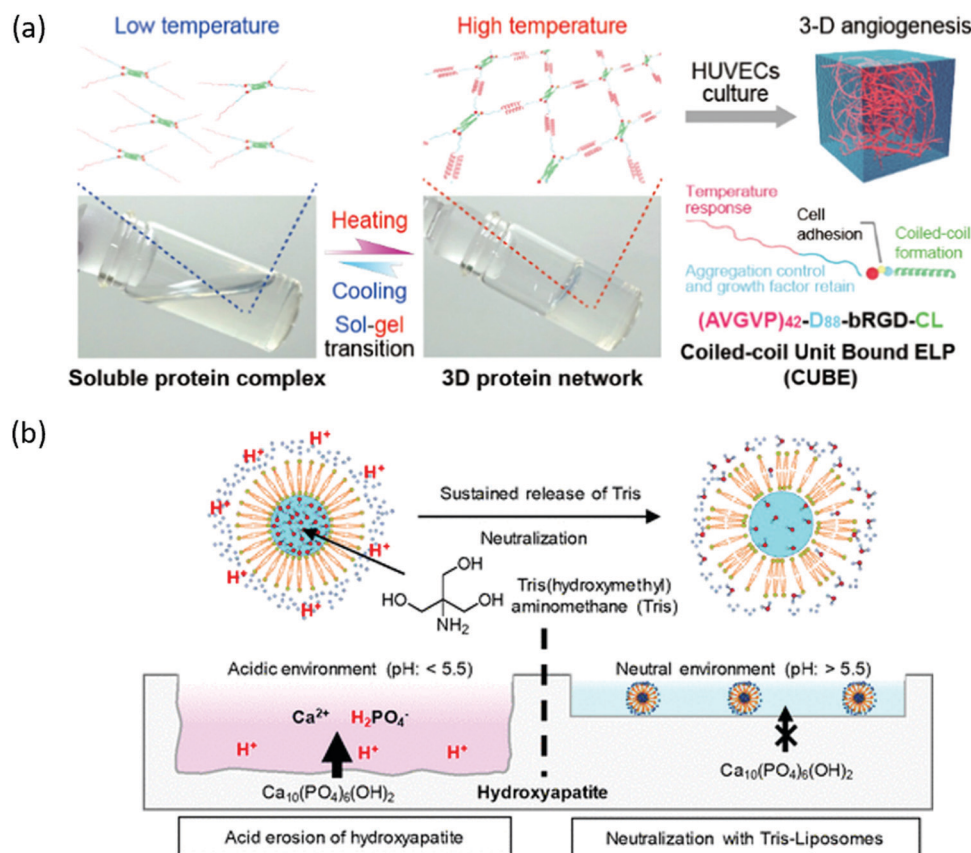 (a)
Low temperature
High temperature
3-D angiogenesis
HUVECs
culture
Heating
Cooling
Sol-gel
transition
Temperature
response
Cell
adhesion
Coiled-coil
formation
Aggregation control
and growth factor retain
(AVGVP)42-D88-bRGD-CL
Coiled-coil Unit Bound ELP
(CUBE)
Soluble protein complex
3D protein network
(b)
H+
H+
H+
H+
H+
H+
H+
H+
Sustained release of Tris
Neutralization
OH
HO
OH
NH2
Tris(hydroxymethyl)
aminomethane (Tris)
Acidic environment (pH: < 5.5)
Ca2+ H2PO4-
H+ H+ H+
Ca10(PO4)6(OH)2
Hydroxyapatite
Neutral environment (pH: > 5.5)
Ca10(PO4)6(OH)2
Acid erosion of hydroxyapatite
Neutralization with Tris-Liposomes